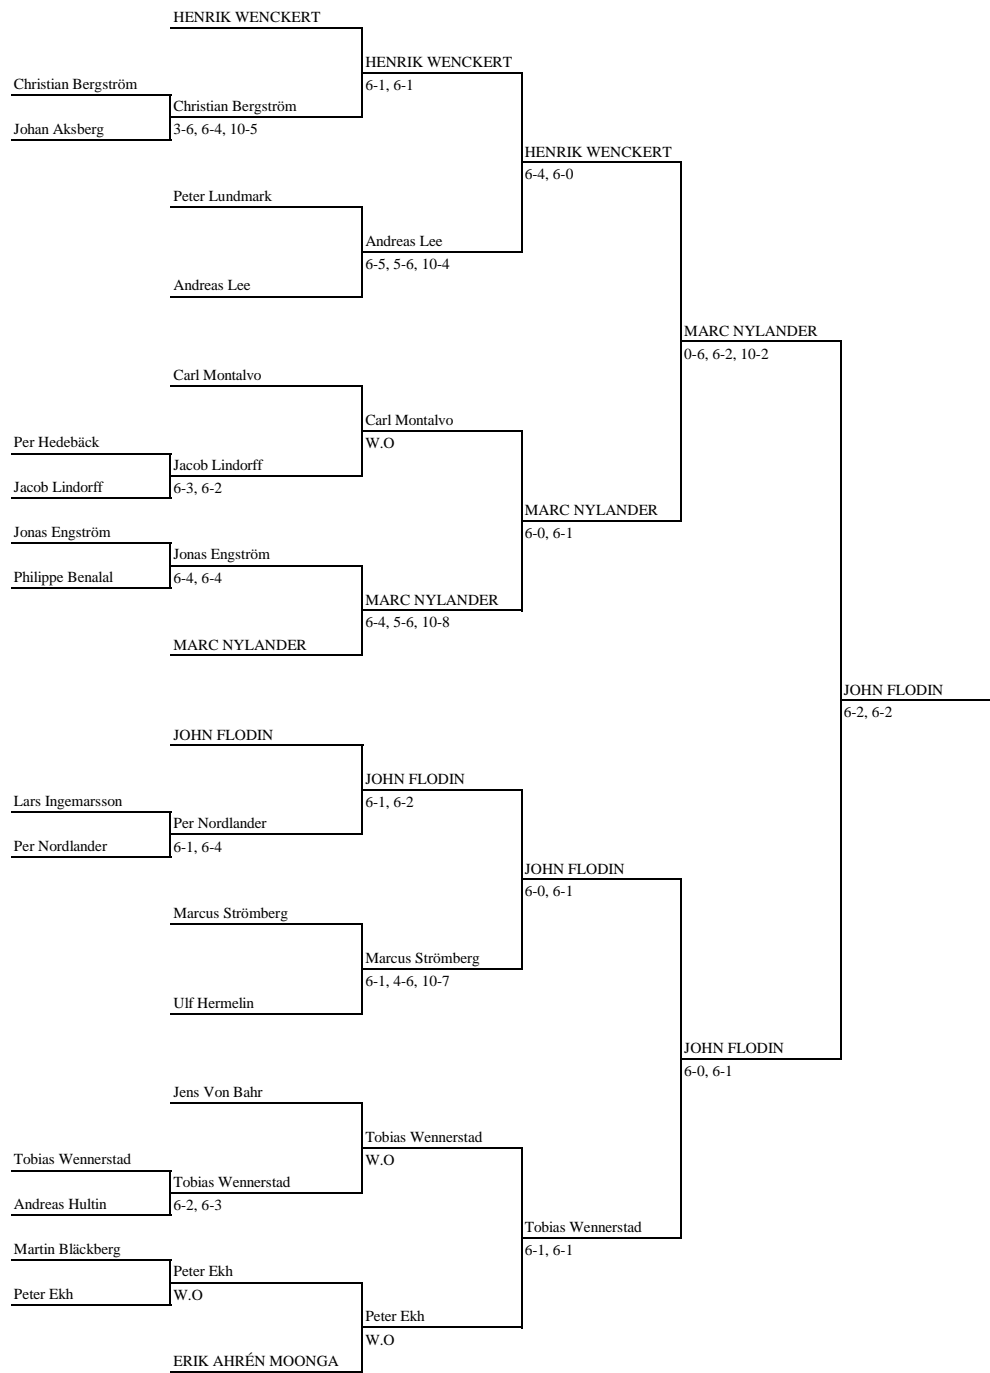 HENRIK WENCKERT
HENRIK WENCKERT
6-1, 6-1
Christian Bergström
Christian Bergström
3-6, 6-4, 10-5
Johan Aksberg
HENRIK WENCKERT
6-4, 6-0
Peter Lundmark
Andreas Lee
6-5, 5-6, 10-4
Andreas Lee
MARC NYLANDER
0-6, 6-2, 10-2
Carl Montalvo
Carl Montalvo
W.O
Per Hedebäck
Jacob Lindorff
6-3, 6-2
Jacob Lindorff
MARC NYLANDER
6-0, 6-1
Jonas Engström
Jonas Engström
6-4, 6-4
Philippe Benalal
MARC NYLANDER
6-4, 5-6, 10-8
MARC NYLANDER
JOHN FLODIN
6-2, 6-2
JOHN FLODIN
JOHN FLODIN
6-1, 6-2
Lars Ingemarsson
Per Nordlander
6-1, 6-4
Per Nordlander
JOHN FLODIN
6-0, 6-1
Marcus Strömberg
Marcus Strömberg
6-1, 4-6, 10-7
Ulf Hermelin
JOHN FLODIN
6-0, 6-1
Jens Von Bahr
Tobias Wennerstad
W.O
Tobias Wennerstad
Tobias Wennerstad
6-2, 6-3
Andreas Hultin
Tobias Wennerstad
6-1, 6-1
Martin Bläckberg
Peter Ekh
W.O
Peter Ekh
Peter Ekh
W.O
ERIK AHRÉN MOONGA